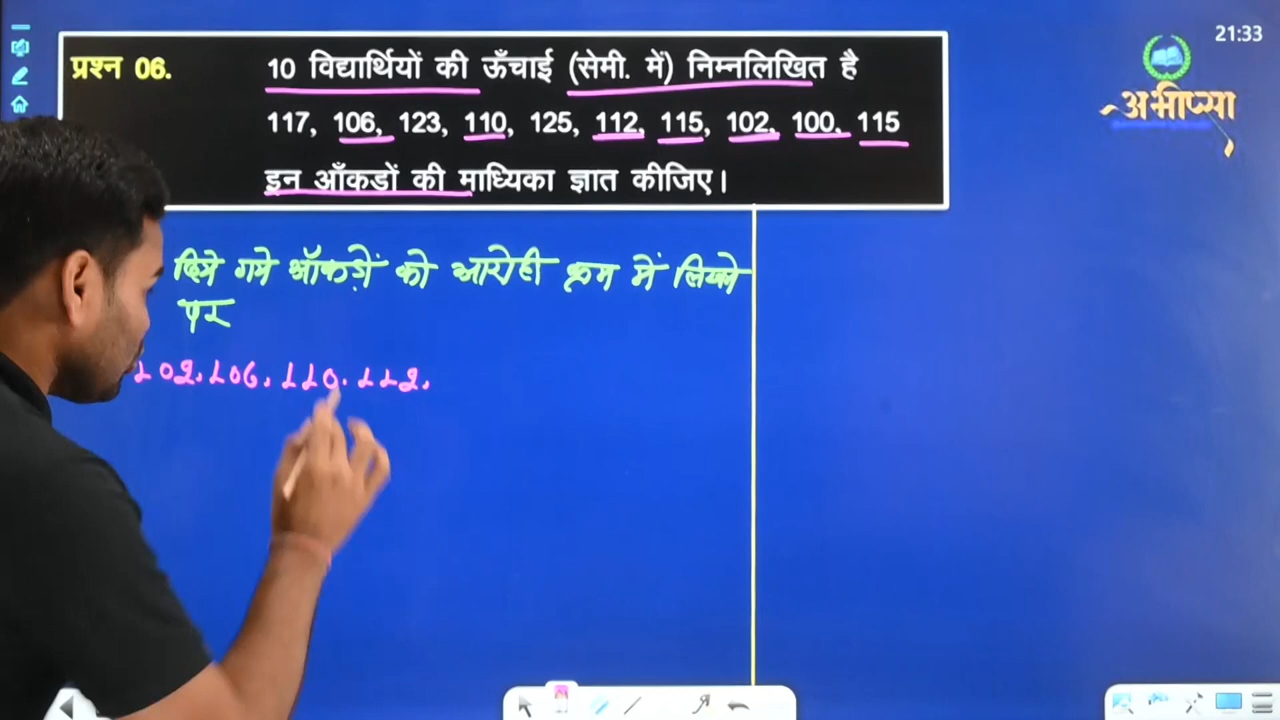 21:33
प्रश्न 06. 10 विद्यार्थियों की ऊँचाई (सेमी. में) निम्नलिखित है
117, 106, 123, 110, 125, 112, 115, 102, 100, 115
इन आँकडों की माध्यिका ज्ञात कीजिए।
अभीप्सा
दिये गये आँकड़ों को आरोही क्रम में लिखने
पर
102, 106, 110, 112,